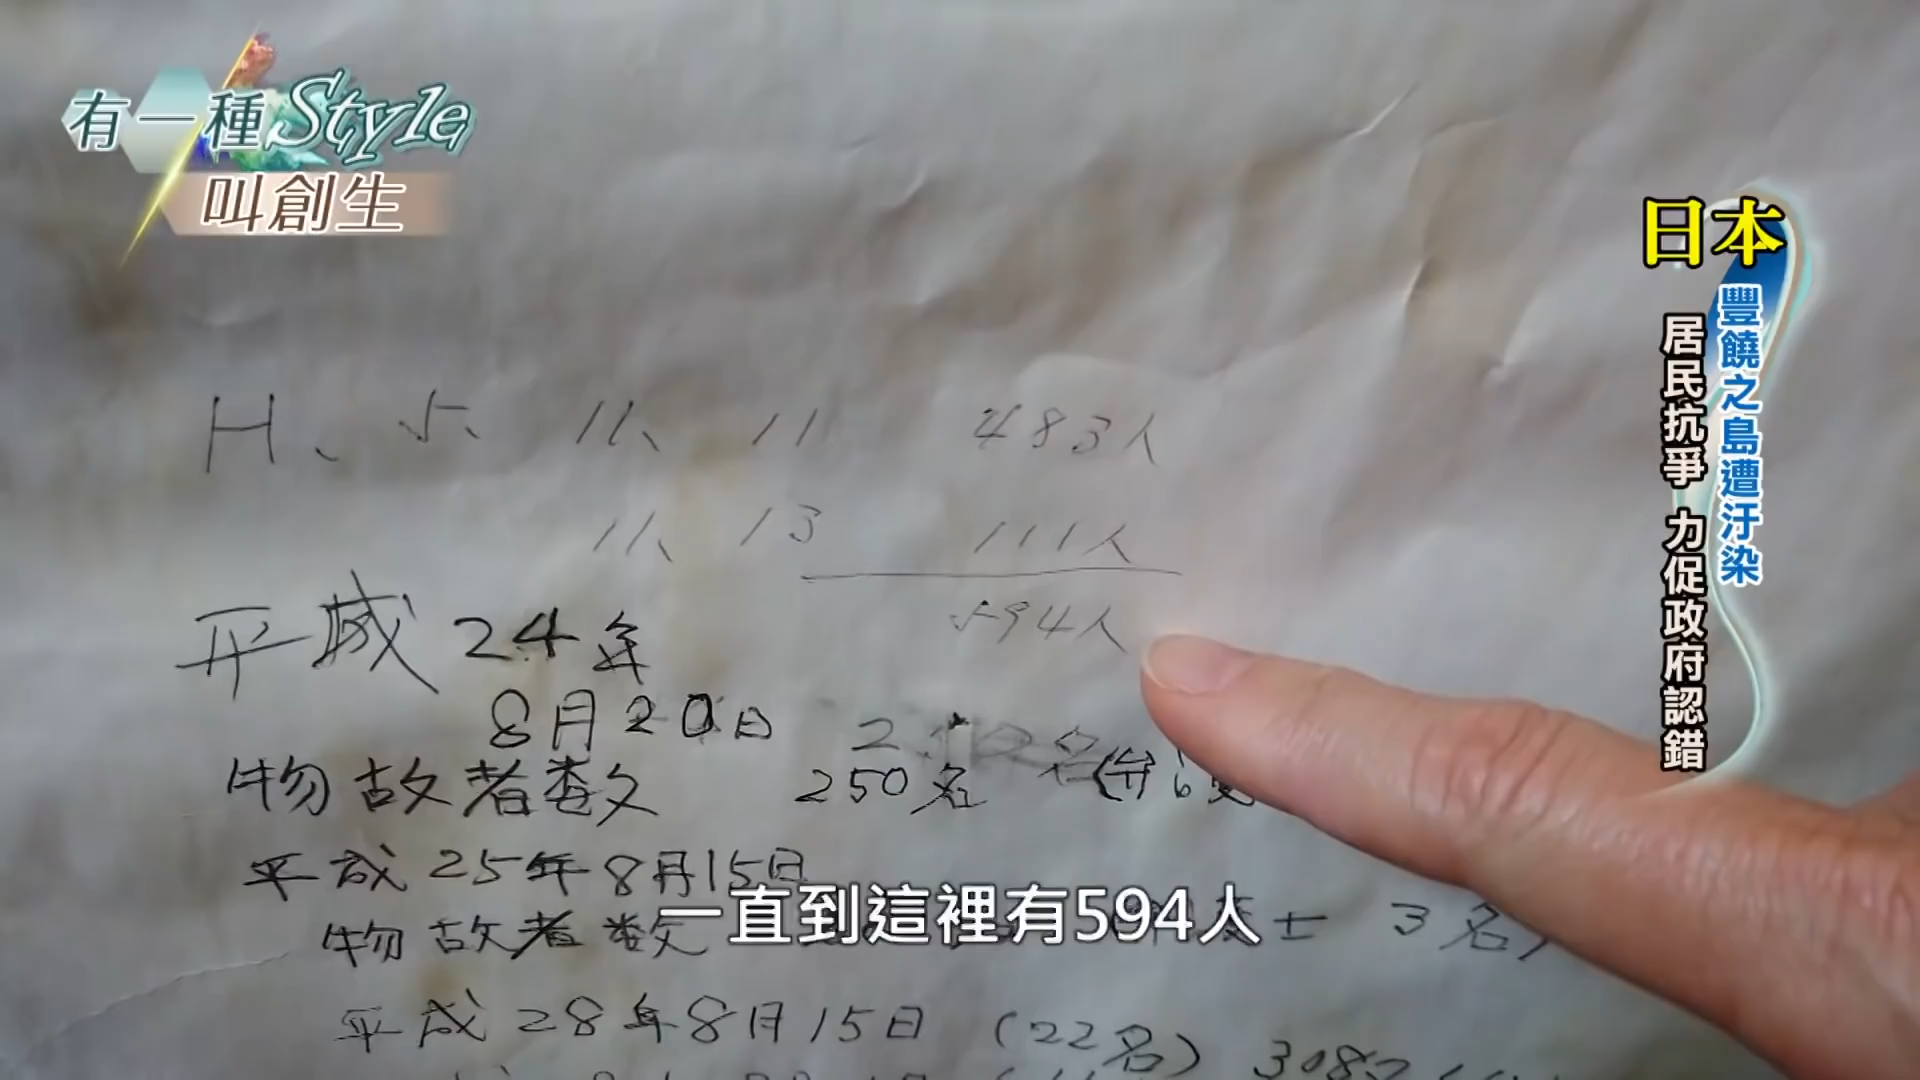 有一種Style
叫創生
日本
豐饒之島遭汙染
居民抗爭 力促政府認錯
H、5、11、11 483人
11、13 111人
594人
平成24年
8月20日
物故者数 250名
平成25年8月15日
物故者数 3名)
平成28年8月15日 (22名)
一直到這裡有594人